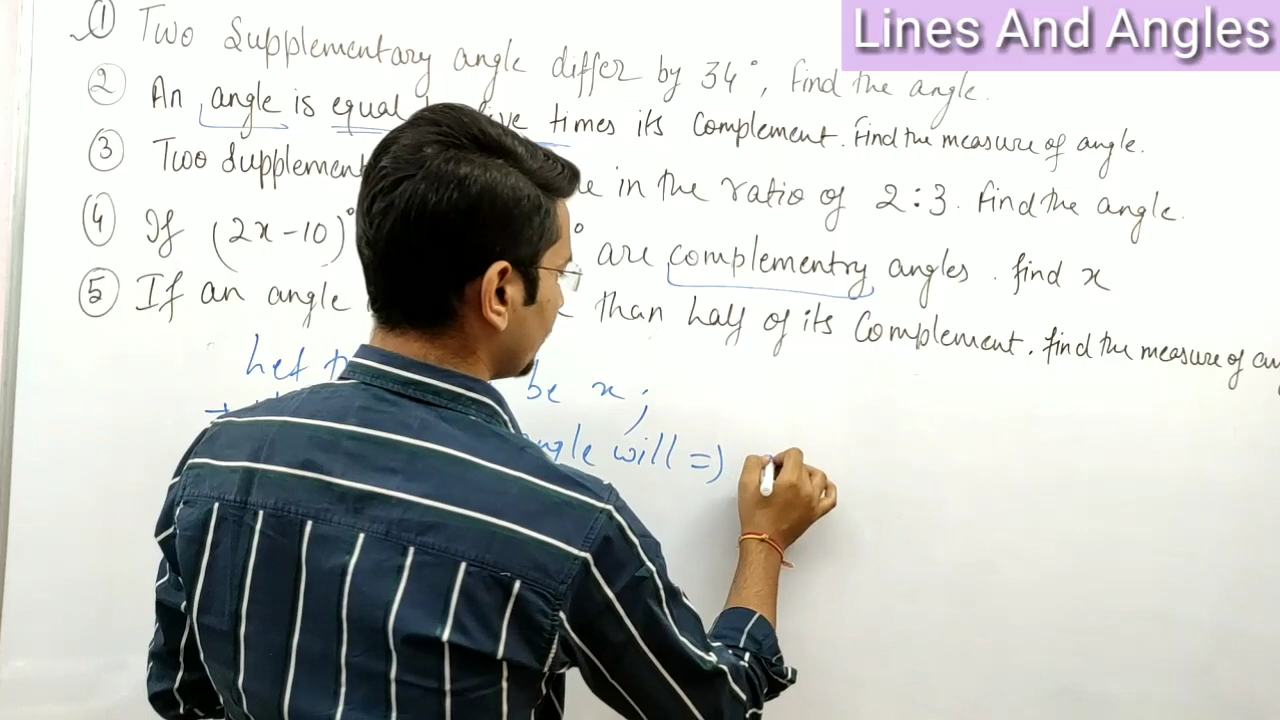 Lines And Angles
① Two Supplementary angle differ by 34°, find the angle.
② An angle is equal times its complement. Find the measure of angle.
③ Two Supplement in the ratio of 2:3. find the angle.
④ If (2x-10)° ° are complementry angles. find x
⑤ If an angle than half of its Complement. find the measure of
Let be x;
angle will =)